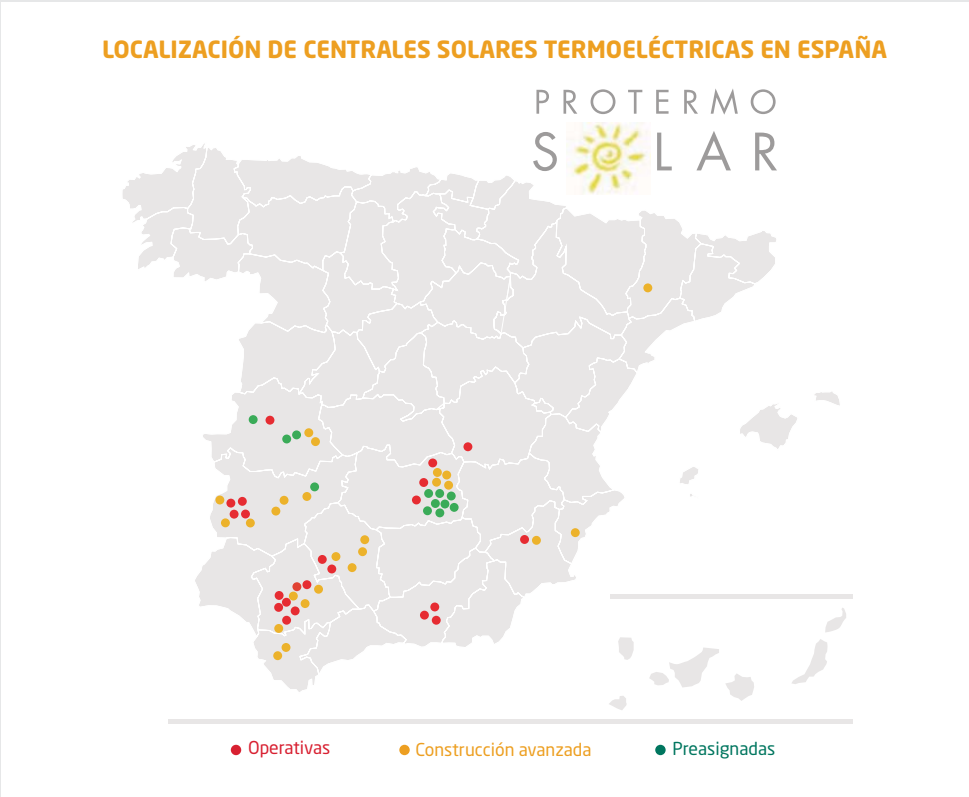 LOCALIZACIÓN DE CENTRALES SOLARES TERMOELÉCTRICAS EN ESPAÑA
PROTERMO
SOLAR
Operativas
Construcción avanzada
Preasignadas